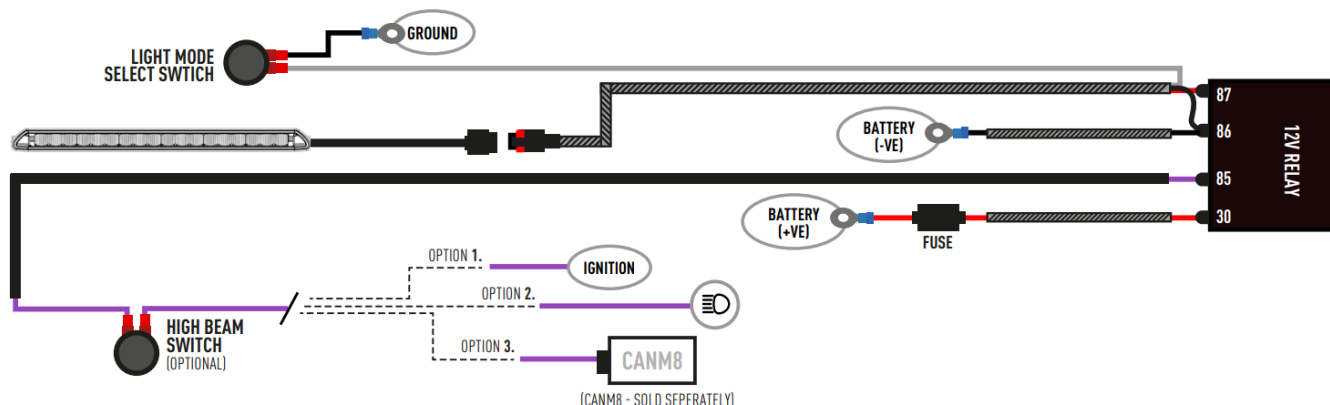 GROUND
LIGHT MODE
SELECT SWTICH
87
BATTERY
(-VE)
86
12V RELAY
85
BATTERY
(+VE)
30
FUSE
OPTION 1.
IGNITION
OPTION 2.
HIGH BEAM
SWITCH
(OPTIONAL)
OPTION 3.
CANM8
(CANM8 - SOLD SEPERATELY)